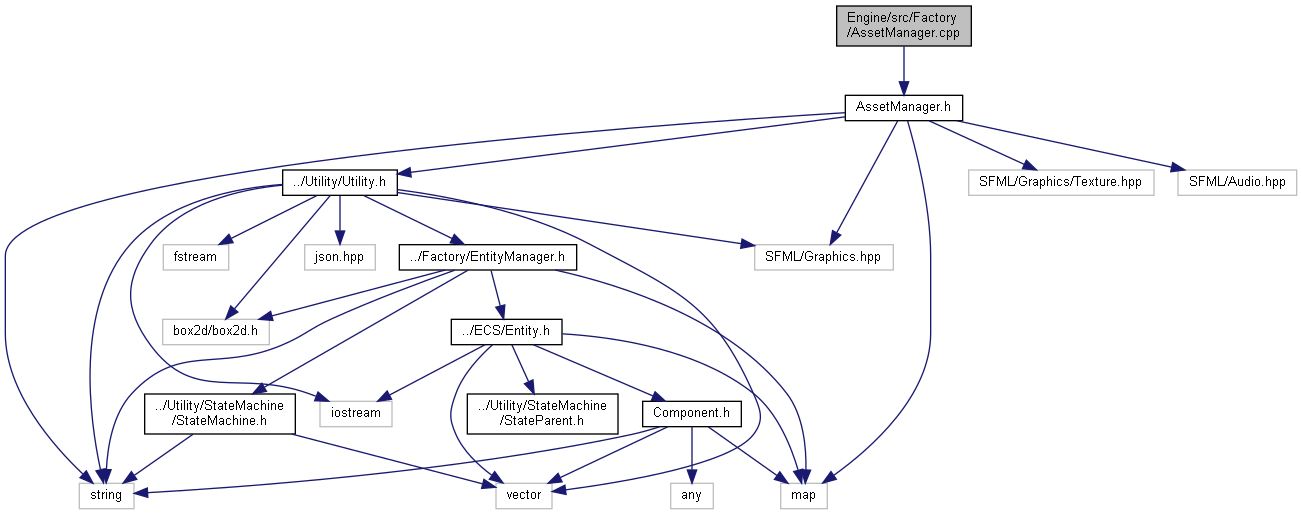 Engine/src/Factory
/AssetManager.cpp
AssetManager.h
../Utility/Utility.h
SFML/Graphics/Texture.hpp
SFML/Audio.hpp
fstream
json.hpp
../Factory/EntityManager.h
SFML/Graphics.hpp
box2d/box2d.h
../ECS/Entity.h
../Utility/StateMachine
/StateMachine.h
iostream
../Utility/StateMachine
/StateParent.h
Component.h
string
vector
any
map